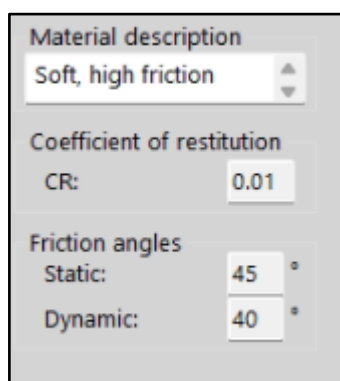 Material description
Soft, high friction
Coefficient of restitution
CR: 0.01
Friction angles
Static: 45 °
Dynamic: 40 °